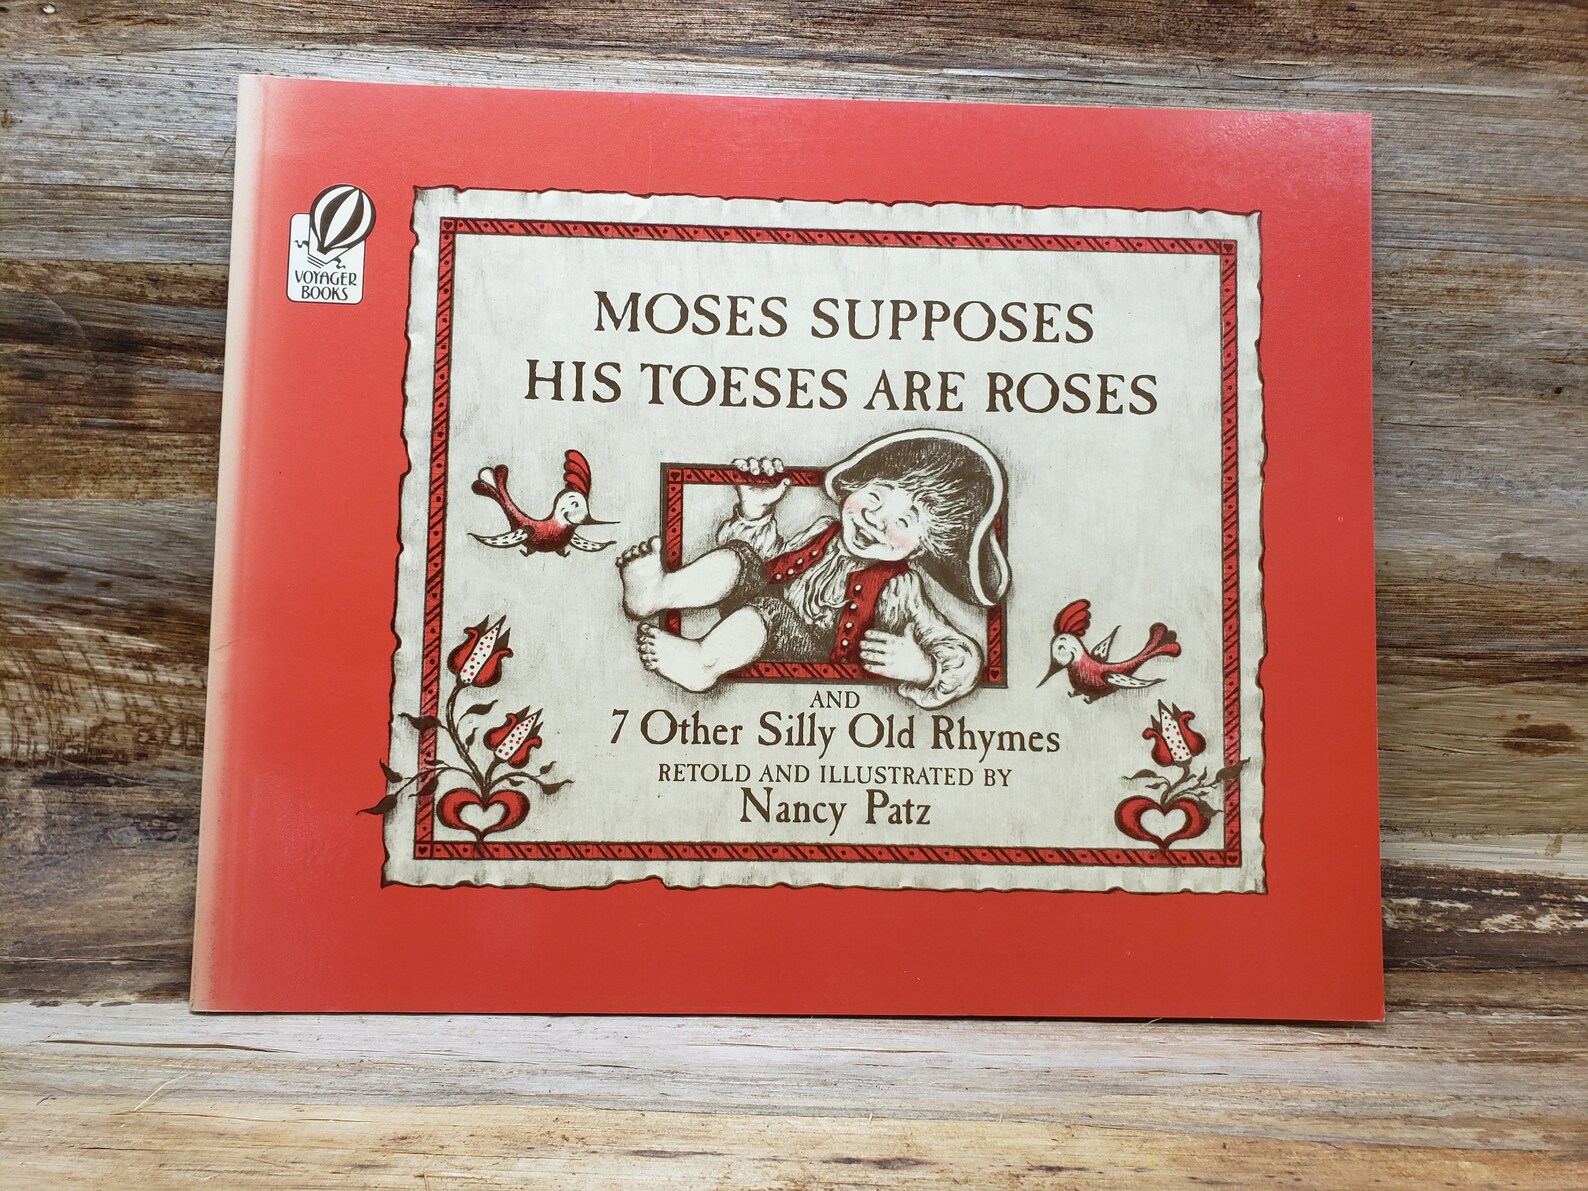 VOYAGER
BOOKS
MOSES SUPPOSES
HIS TOESES ARE ROSES
AND
7 Other Silly Old Rhymes
RETOLD AND ILLUSTRATED BY
Nancy Patz